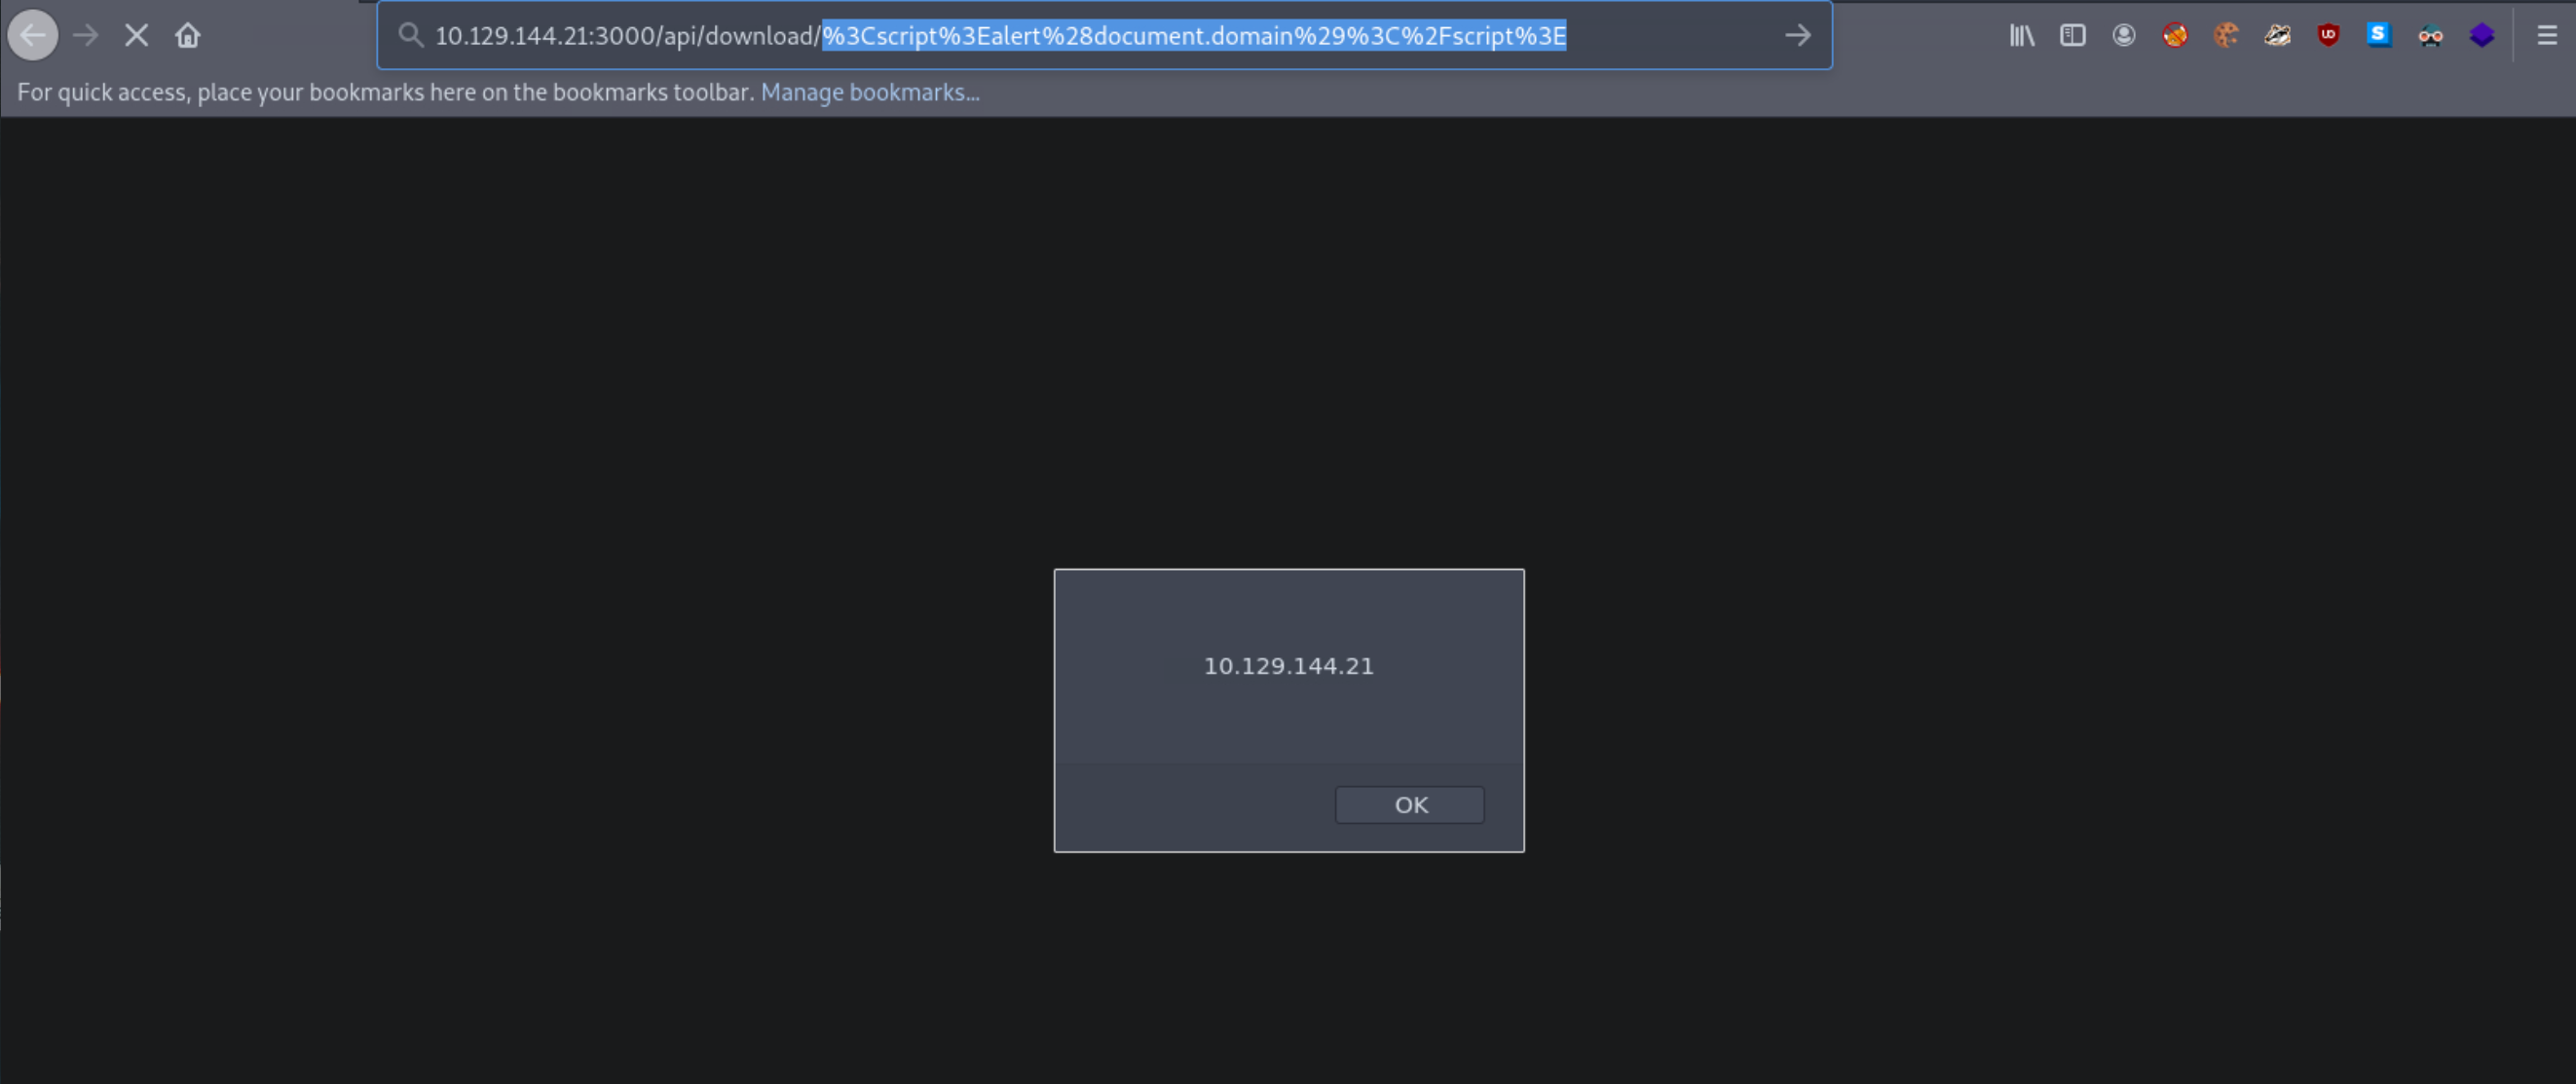 10.129.144.21:3000/api/download/%3Cscript%3Ealert%28document.domain%29%3C%2Fscript%3E
UD S
For quick access, place your bookmarks here on the bookmarks toolbar. Manage bookmarks...
10.129.144.21
OK